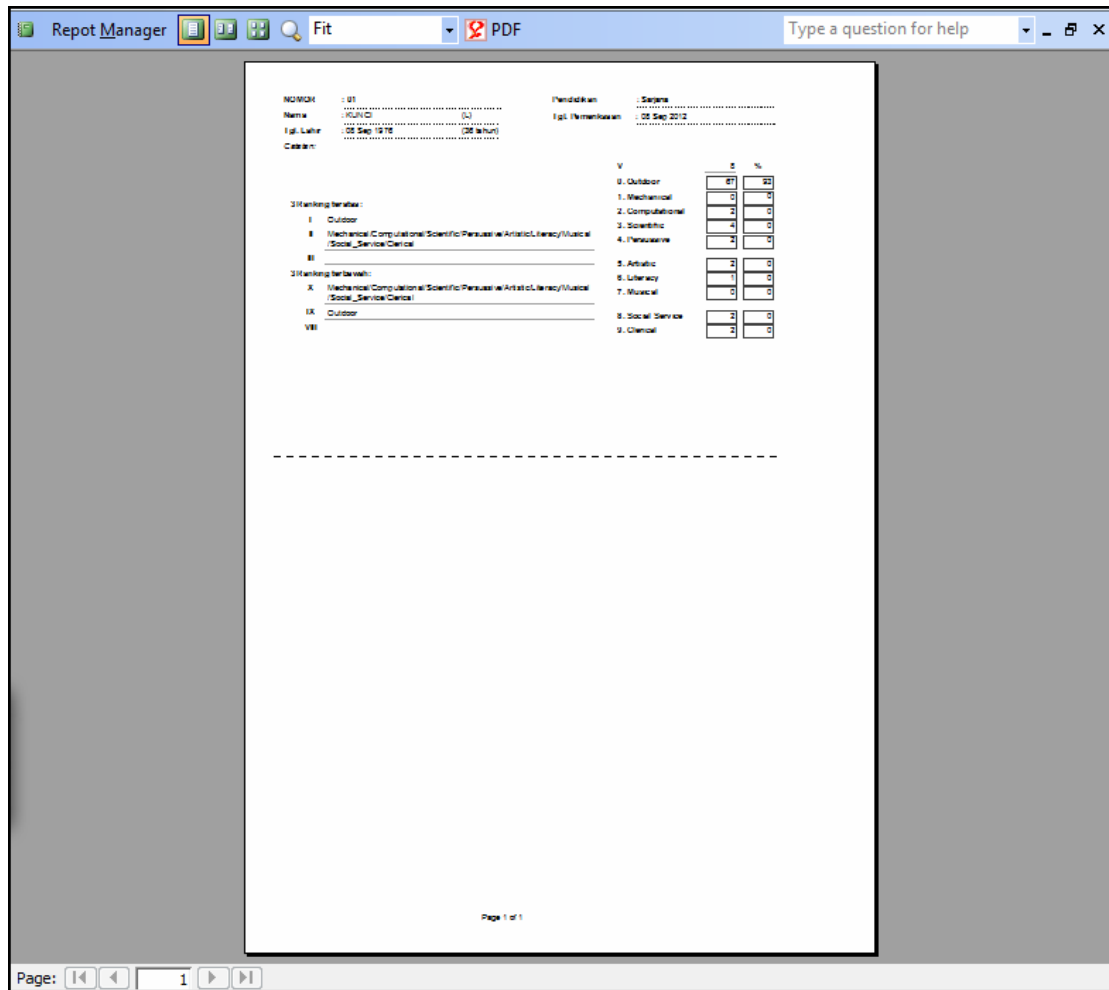 Repot Manager Fit PDF Type a question for help
NOMOR : 01 Pendidikan : Sarjana
Nama : KUNCI (L) Tgl. Pemeriksaan : 08 Sep 2012
Tgl. Lahir : 08 Sep 1976 (36 tahun)
Catatan:
V S %
0. Outdoor 67 92
1. Mechanical 0 0
3 Ranking teratas: 2. Computational 2 0
I Outdoor 3. Scientific 4 0
II Mechanical/Computational/Scientific/Persuasive/Artistic/Literacy/Musical 4. Persuasive 2 0
/Social_Service/Clerical
III 5. Artistic 2 0
3 Ranking terbawah: 6. Literacy 1 0
X Mechanical/Computational/Scientific/Persuasive/Artistic/Literacy/Musical 7. Musical 0 0
/Social_Service/Clerical
IX Outdoor 8. Social Service 2 0
VIII 9. Clerical 2 0
Page 1 of 1
Page: 1